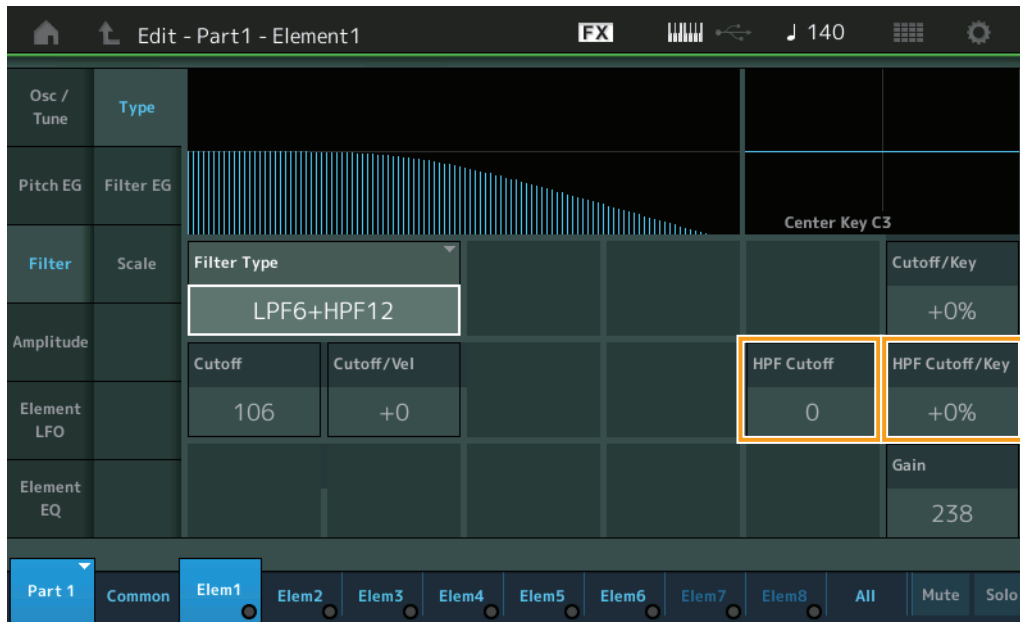 Edit - Part1 - Element1
FX
♩ 140
Osc /
Tune
Type
Pitch EG
Filter EG
Center Key C3
Filter
Scale
Filter Type
LPF6+HPF12
Cutoff/Key
+0%
Amplitude
Cutoff
106
Cutoff/Vel
+0
HPF Cutoff
0
HPF Cutoff/Key
+0%
Element
LFO
Gain
238
Element
EQ
Part 1
Common
Elem1
Elem2
Elem3
Elem4
Elem5
Elem6
Elem7
Elem8
All
Mute
Solo